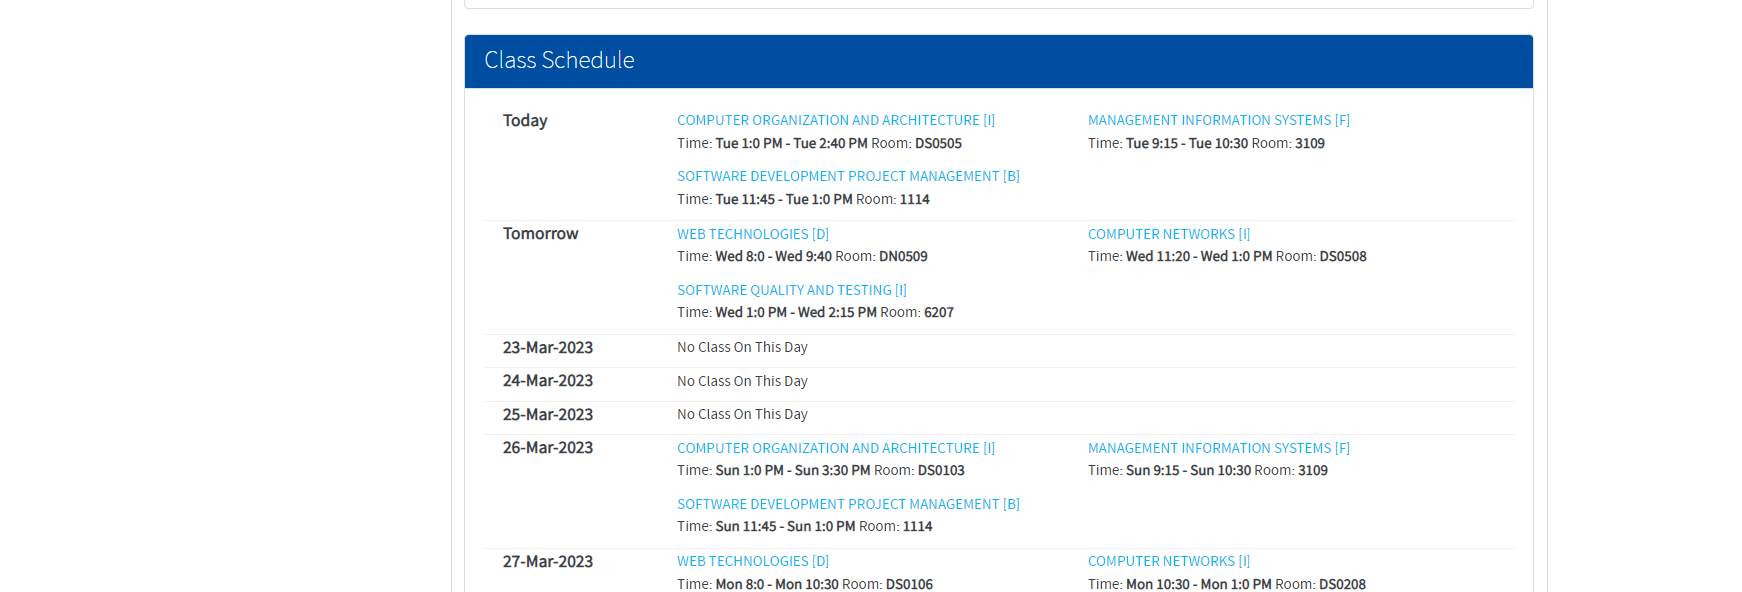 Class Schedule
Today
COMPUTER ORGANIZATION AND ARCHITECTURE [I]
Time: Tue 1:0 PM - Tue 2:40 PM Room: DS0505
MANAGEMENT INFORMATION SYSTEMS [F]
Time: Tue 9:15 - Tue 10:30 Room: 3109
SOFTWARE DEVELOPMENT PROJECT MANAGEMENT [B]
Time: Tue 11:45 - Tue 1:0 PM Room: 1114
Tomorrow
WEB TECHNOLOGIES [D]
Time: Wed 8:0 - Wed 9:40 Room: DN0509
COMPUTER NETWORKS [I]
Time: Wed 11:20 - Wed 1:0 PM Room: DS0508
SOFTWARE QUALITY AND TESTING [I]
Time: Wed 1:0 PM - Wed 2:15 PM Room: 6207
23-Mar-2023
No Class On This Day
24-Mar-2023
No Class On This Day
25-Mar-2023
No Class On This Day
26-Mar-2023
COMPUTER ORGANIZATION AND ARCHITECTURE [I]
Time: Sun 1:0 PM - Sun 3:30 PM Room: DS0103
MANAGEMENT INFORMATION SYSTEMS [F]
Time: Sun 9:15 - Sun 10:30 Room: 3109
SOFTWARE DEVELOPMENT PROJECT MANAGEMENT [B]
Time: Sun 11:45 - Sun 1:0 PM Room: 1114
27-Mar-2023
WEB TECHNOLOGIES [D]
Time: Mon 8:0 - Mon 10:30 Room: DS0106
COMPUTER NETWORKS [I]
Time: Mon 10:30 - Mon 1:0 PM Room: DS0208